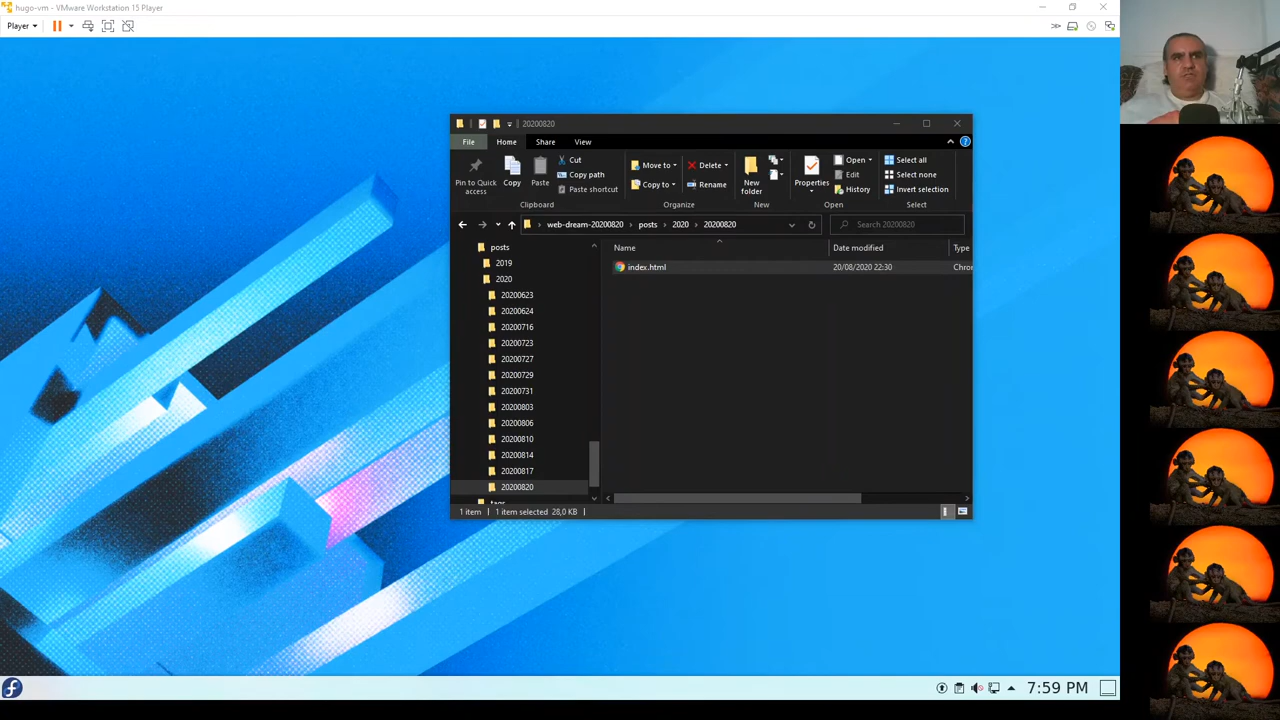 hugo-vm - VMware Workstation 15 Player
Player
20200820
File Home Share View
Pin to Quick access
Copy
Paste
Cut
Copy path
Paste shortcut
Clipboard
Move to
Copy to
Delete
Rename
Organize
New folder
New
Properties
Open
Edit
History
Open
Select all
Select none
Invert selection
Select
web-dream-20200820 posts 2020 20200820
Search 20200820
posts
2019
2020
20200623
20200624
20200716
20200723
20200727
20200729
20200731
20200803
20200806
20200810
20200814
20200817
20200820
tags
Name Date modified Type
index.html 20/08/2020 22:30 Chro
1 item 1 item selected 28,0 KB
7:59 PM